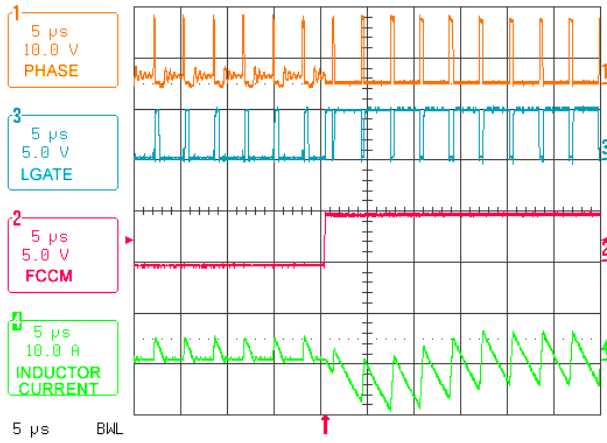 1
5 µs
10.0 V
PHASE
1
3
5 µs
5.0 V
LGATE
3
2
5 µs
5.0 V
FCCM
2
4
5 µs
10.0 A
INDUCTOR
CURRENT
4
5 µs BWL